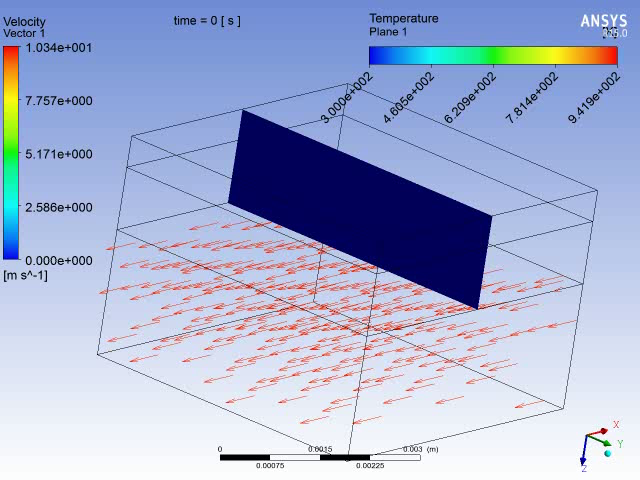 Velocity
Vector 1
1.034e+001
7.757e+000
5.171e+000
2.586e+000
0.000e+000
[m s^-1]
time = 0 [ s ]
Temperature
Plane 1
3.000e+002
4.605e+002
6.209e+002
7.814e+002
9.419e+002
ANSYS
0
0.0015
0.003
(m)
0.00075
0.00225
X
Y
Z